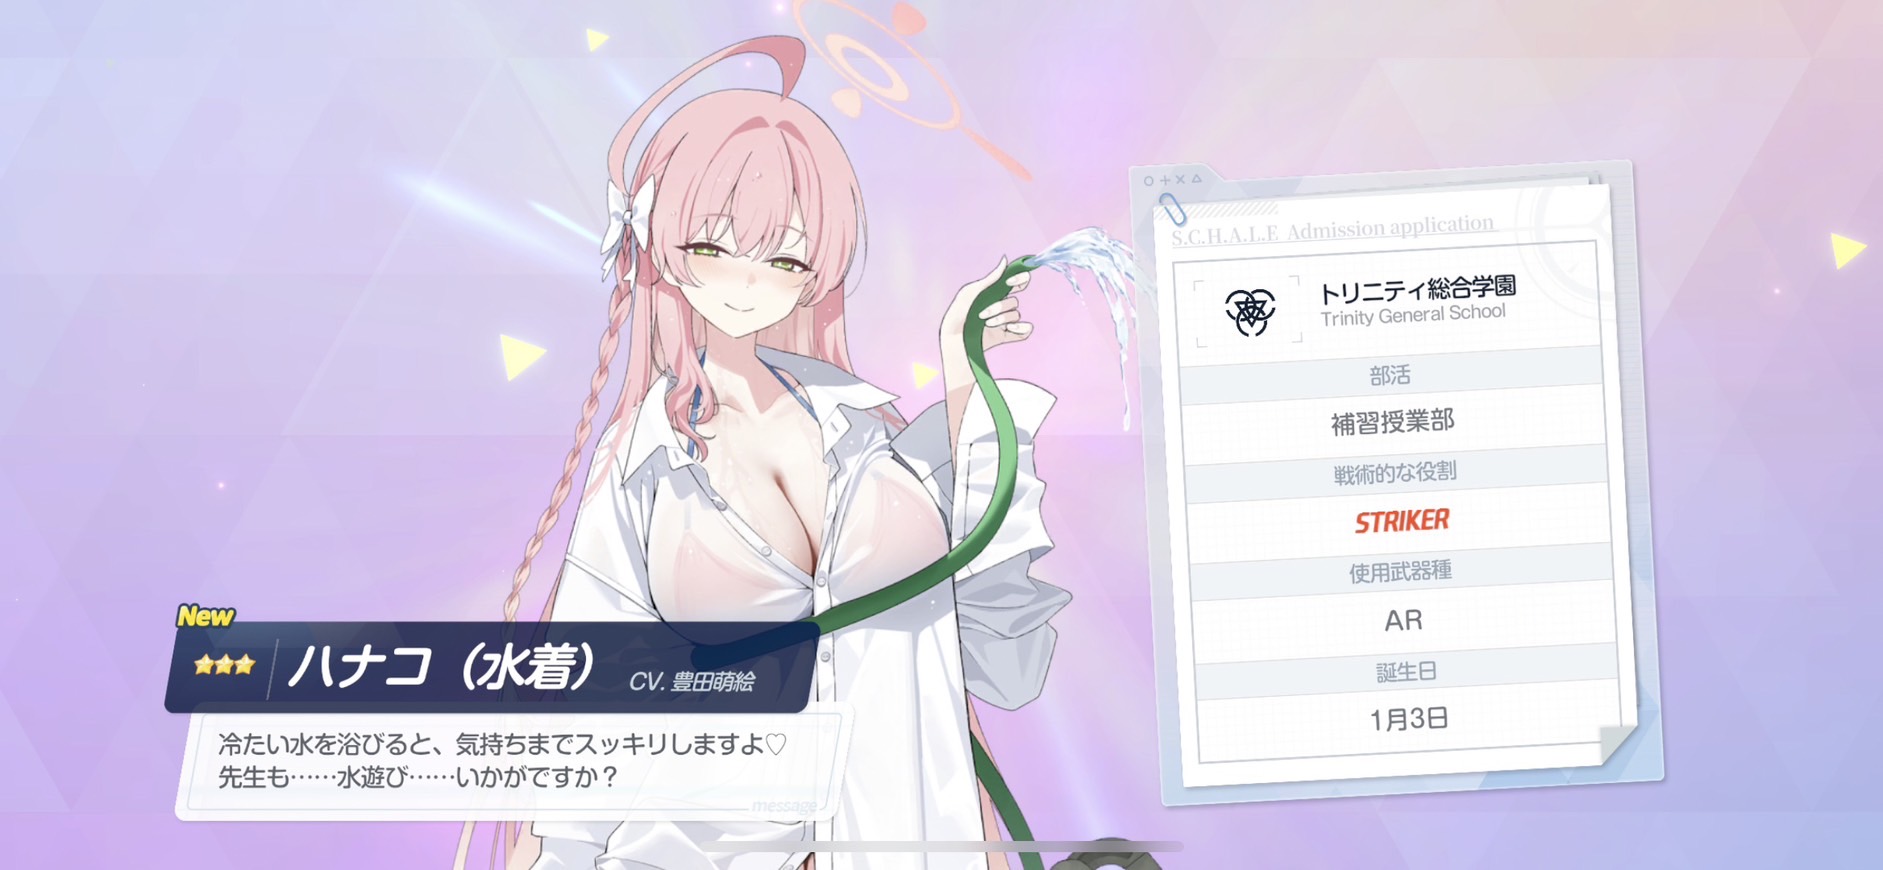 S.C.H.A.L.E Admission application
トリニティ総合学園
Trinity General School
部活
補習授業部
戦術的な役割
STRIKER
使用武器種
AR
誕生日
1月3日
New
ハナコ（水着） CV. 豊田萌絵
冷たい水を浴びると、気持ちまでスッキリしますよ♡
先生も……水遊び……いかがですか？
message